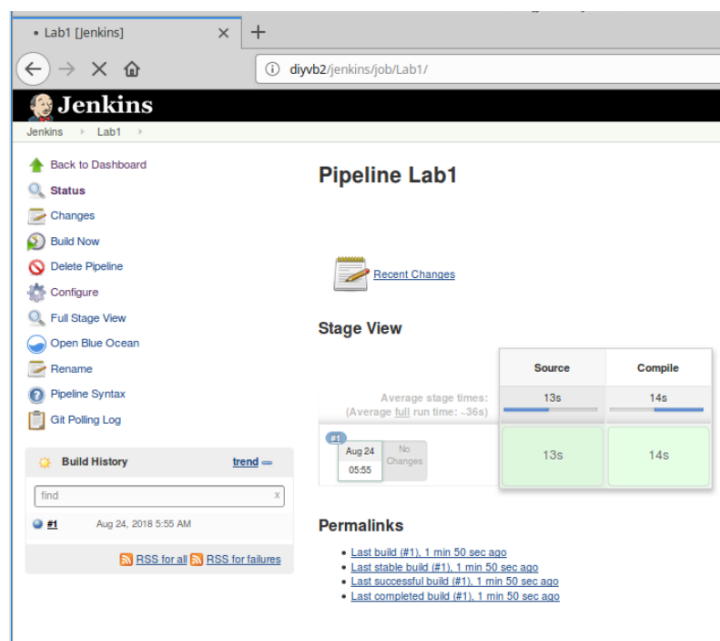 Lab1 [Jenkins]
diyvb2/jenkins/job/Lab1/
Jenkins
Jenkins Lab1
Back to Dashboard
Status
Changes
Build Now
Delete Pipeline
Configure
Full Stage View
Open Blue Ocean
Rename
Pipeline Syntax
Git Polling Log
Build History trend
find x
#1 Aug 24, 2018 5:55 AM
RSS for all RSS for failures
Pipeline Lab1
Recent Changes
Stage View
Source Compile
Average stage times: 13s 14s
(Average full run time: ~36s)
#1
Aug 24
05:55
No
Changes
13s 14s
Permalinks
Last build (#1), 1 min 50 sec ago
Last stable build (#1), 1 min 50 sec ago
Last successful build (#1), 1 min 50 sec ago
Last completed build (#1), 1 min 50 sec ago